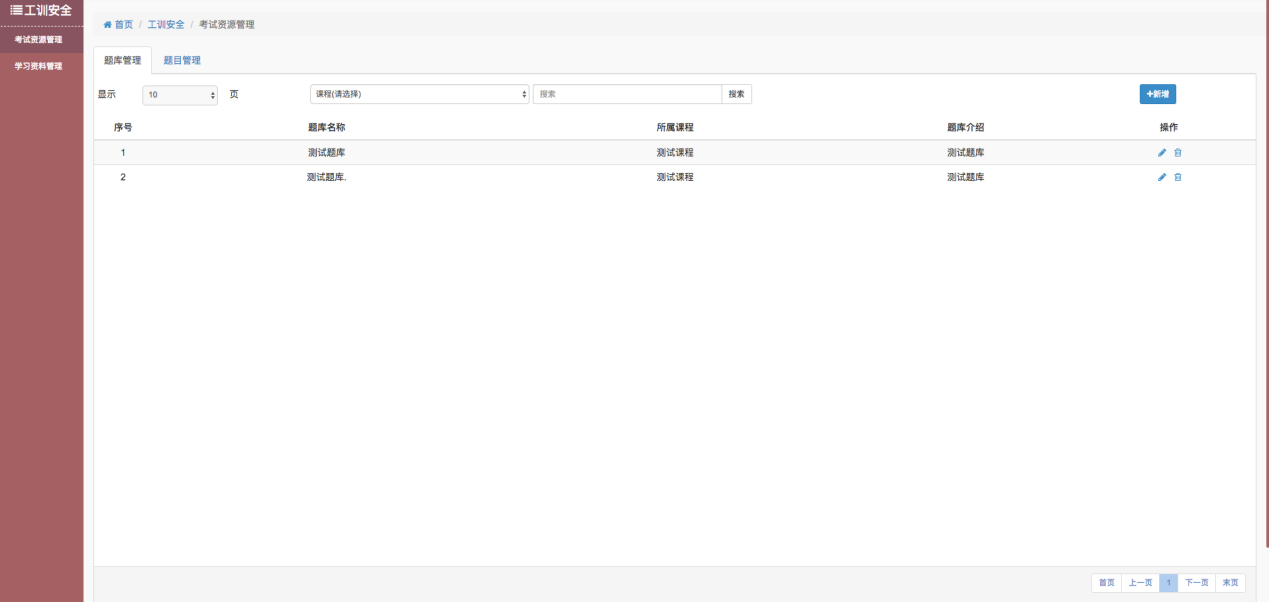 工训安全
考试资源管理
学习资料管理
首页 / 工训安全 / 考试资源管理
题库管理 题目管理
显示 10 页 课程(请选择) 搜索 搜索 +新增
序号 题库名称 所属课程 题库介绍 操作
1 测试题库 测试课程 测试题库
2 测试题库. 测试课程 测试题库
首页 上一页 1 下一页 末页